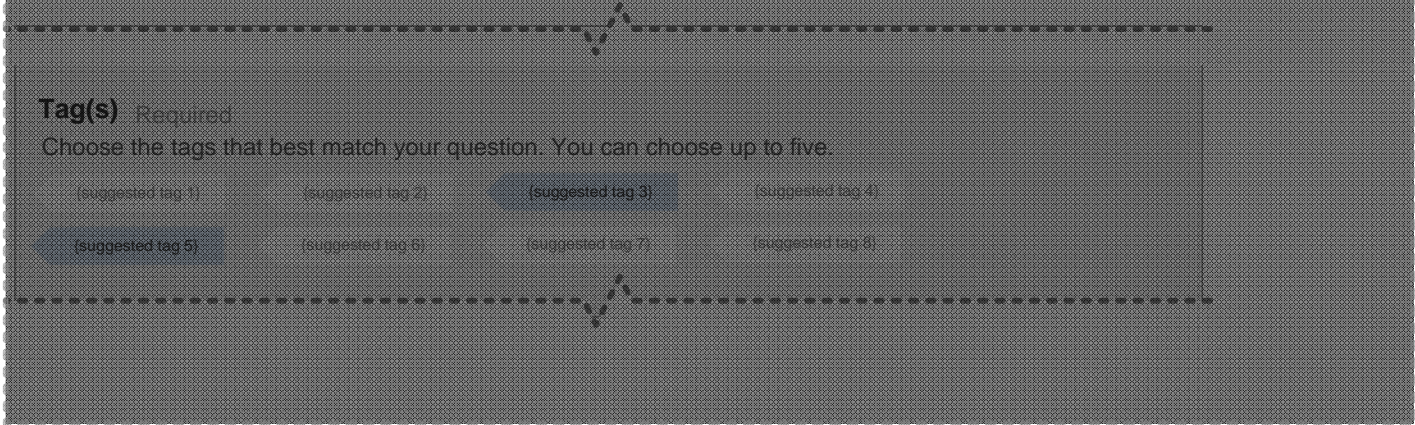 Tag(s) Required
Choose the tags that best match your question. You can choose up to five.
{suggested tag 1} {suggested tag 2} {suggested tag 3} {suggested tag 4}
{suggested tag 5} {suggested tag 6} {suggested tag 7} {suggested tag 8}